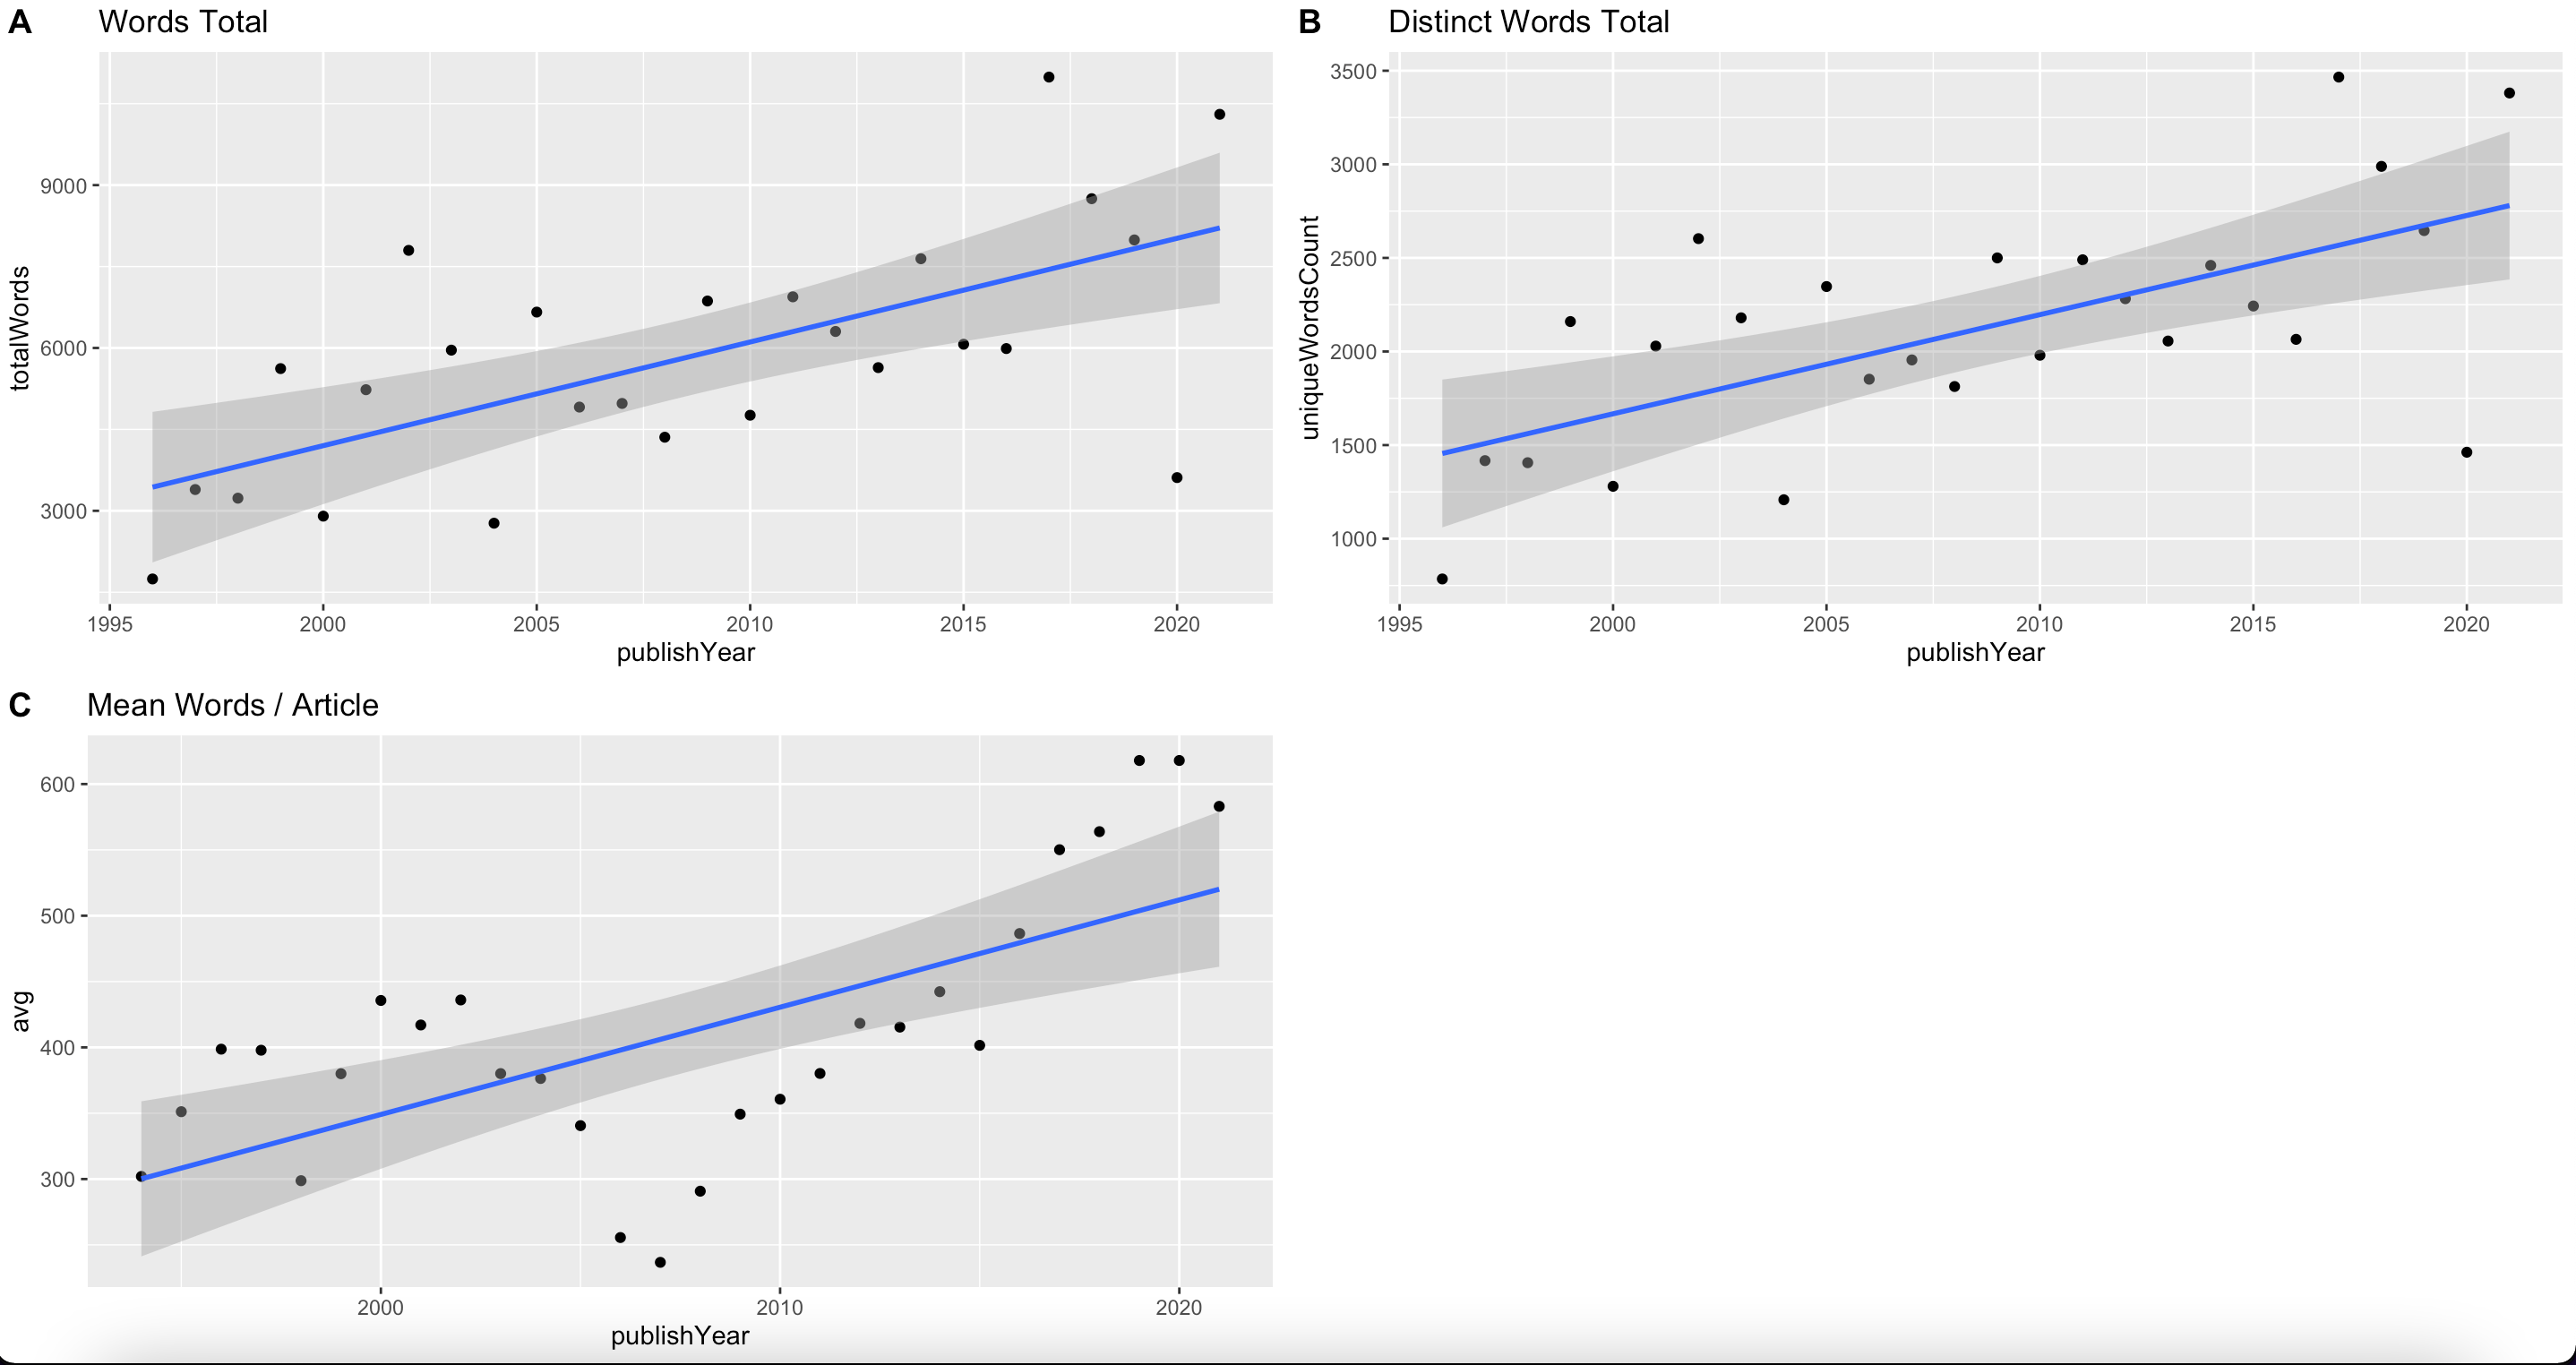 A Words Total
9000
6000
3000
totalWords
1995 2000 2005 2010 2015 2020
publishYear
B Distinct Words Total
3500
3000
2500
2000
1500
1000
uniqueWordsCount
1995 2000 2005 2010 2015 2020
publishYear
C Mean Words / Article
600
500
400
300
avg
2000 2010 2020
publishYear